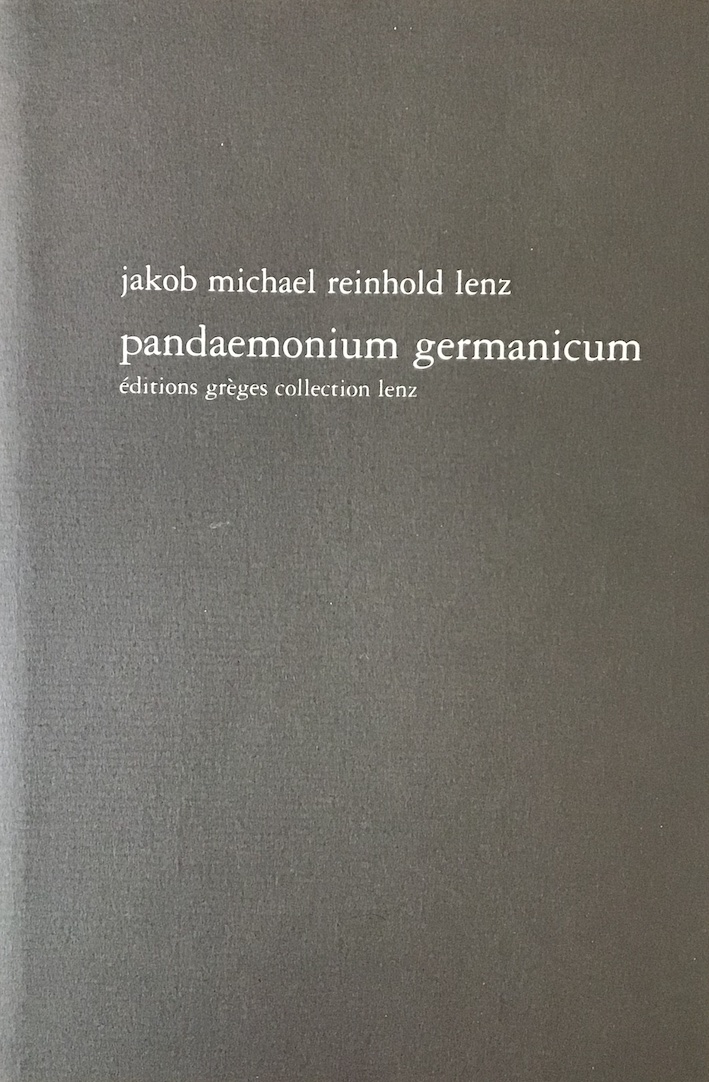 jakob michael reinhold lenz
pandaemonium germanicum
éditions grèges collection lenz